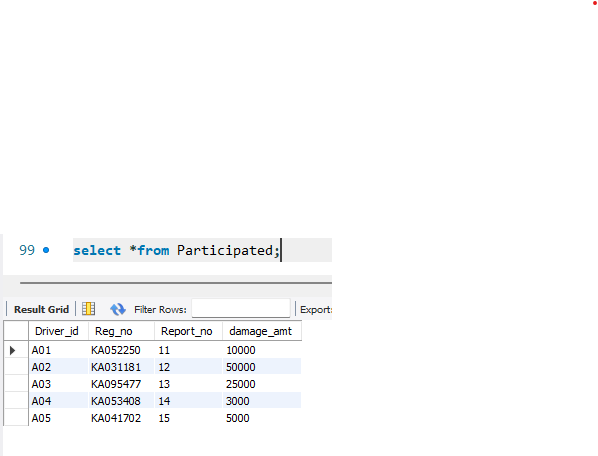 99 select *from Participated;
Result Grid Filter Rows: Export:
Driver_id Reg_no Report_no damage_amt
A01 KA052250 11 10000
A02 KA031181 12 50000
A03 KA095477 13 25000
A04 KA053408 14 3000
A05 KA041702 15 5000